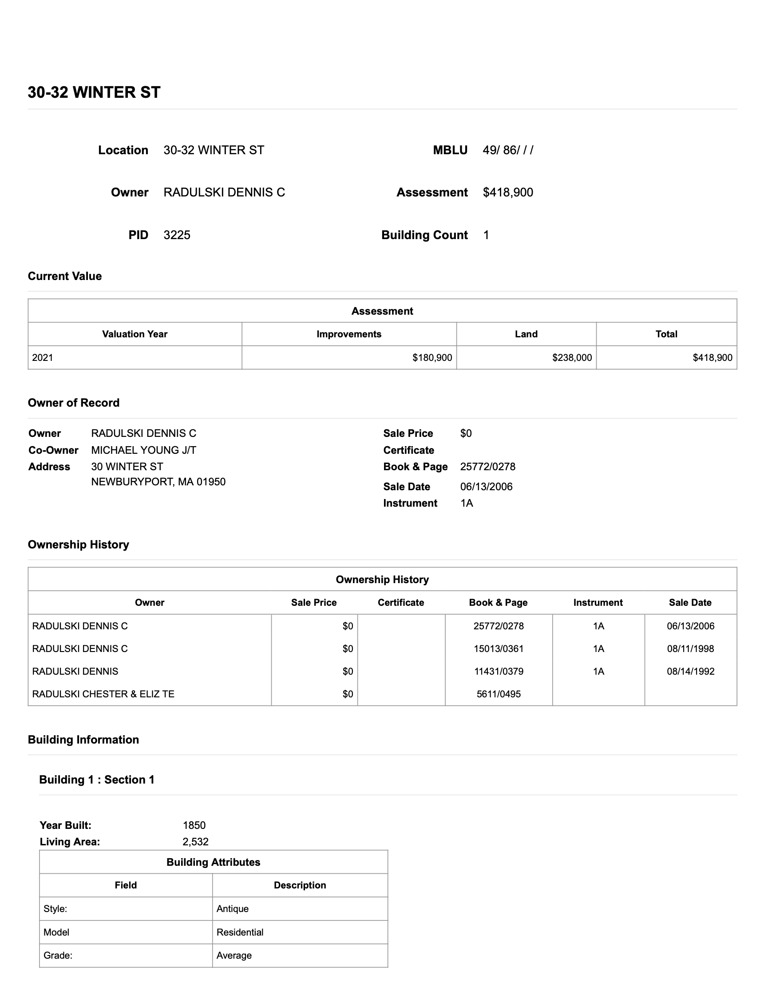 30-32 WINTER ST
Location 30-32 WINTER ST MBLU 49/ 86/ / /
Owner RADULSKI DENNIS C Assessment $418,900
PID 3225 Building Count 1
Current Value
Assessment
Valuation Year Improvements Land Total
2021 $180,900 $238,000 $418,900
Owner of Record
Owner RADULSKI DENNIS C Sale Price $0
Co-Owner MICHAEL YOUNG J/T Certificate
Address 30 WINTER ST Book & Page 25772/0278
NEWBURYPORT, MA 01950
Sale Date 06/13/2006
Instrument 1A
Ownership History
Ownership History
Owner Sale Price Certificate Book & Page Instrument Sale Date
RADULSKI DENNIS C $0 25772/0278 1A 06/13/2006
RADULSKI DENNIS C $0 15013/0361 1A 08/11/1998
RADULSKI DENNIS $0 11431/0379 1A 08/14/1992
RADULSKI CHESTER & ELIZ TE $0 5611/0495
Building Information
Building 1 : Section 1
Year Built: 1850
Living Area: 2,532
Building Attributes
Field Description
Style: Antique
Model Residential
Grade: Average